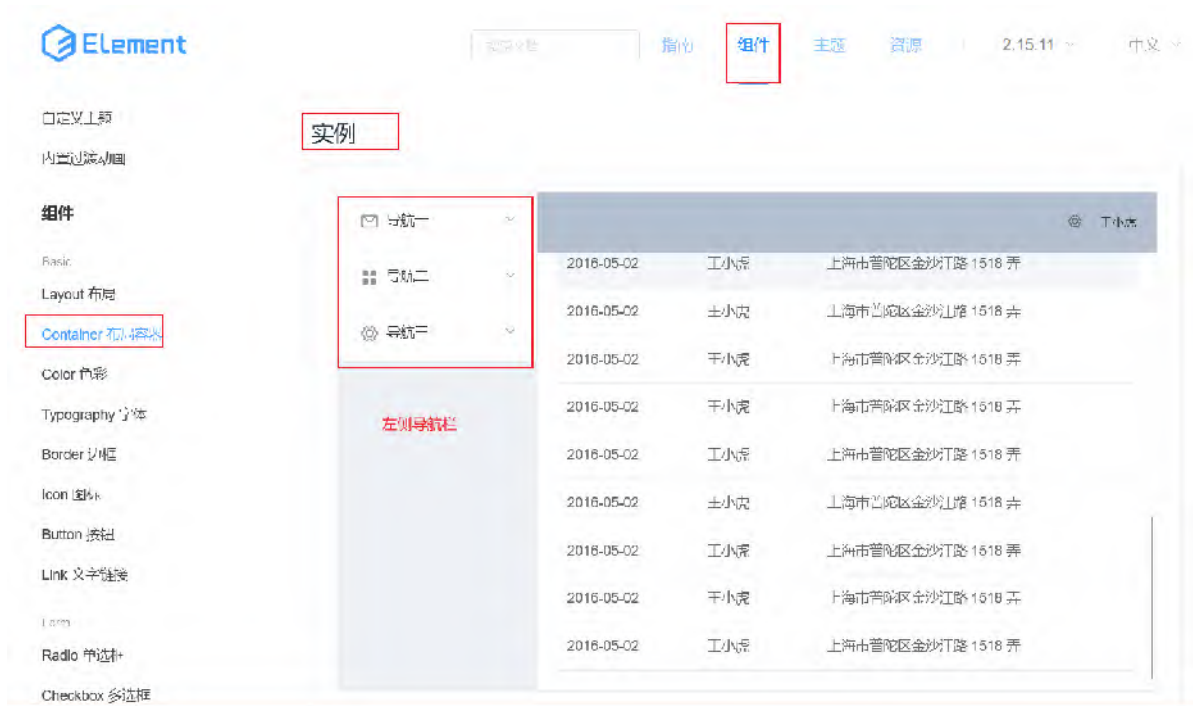 Element
指南 组件 主题 资源 2.15.11 中文
自定义主题
内置过渡动画
组件
Basic
Layout 布局
Container 布局容器
Color 色彩
Typography 字体
Border 边框
Icon 图标
Button 按钮
Link 文字链接
Form
Radio 单选框
Checkbox 多选框
实例
导航一
导航二
导航三
左侧导航栏
王小虎
2016-05-02 王小虎 上海市普陀区金沙江路 1518 弄
2016-05-02 王小虎 上海市普陀区金沙江路 1518 弄
2016-05-02 王小虎 上海市普陀区金沙江路 1518 弄
2016-05-02 王小虎 上海市普陀区金沙江路 1518 弄
2016-05-02 王小虎 上海市普陀区金沙江路 1518 弄
2016-05-02 王小虎 上海市普陀区金沙江路 1518 弄
2016-05-02 王小虎 上海市普陀区金沙江路 1518 弄
2016-05-02 王小虎 上海市普陀区金沙江路 1518 弄
2016-05-02 王小虎 上海市普陀区金沙江路 1518 弄